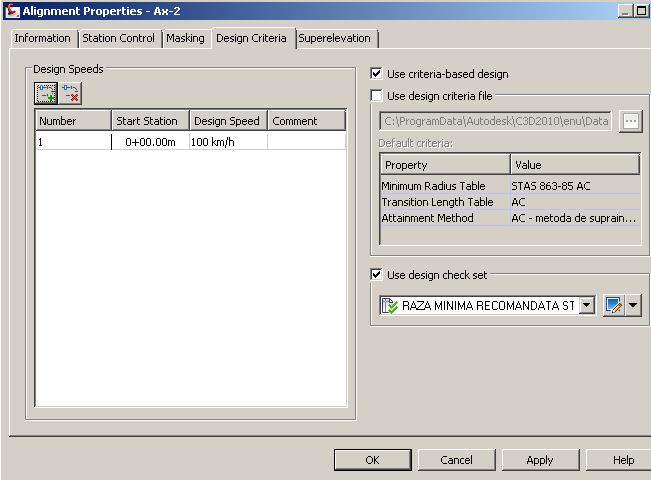 Alignment Properties - Ax-2
Information Station Control Masking Design Criteria Superelevation
Design Speeds
Number Start Station Design Speed Comment
1 0+00.00m 100 km/h
Use criteria-based design
Use design criteria file
C:\ProgramData\Autodesk\C3D2010\enu\Data
...
Default criteria:
Property Value
Minimum Radius Table STAS 863-85 AC
Transition Length Table AC
Attainment Method AC - metoda de suprain...
Use design check set
RAZA MINIMA RECOMANDATA ST
OK Cancel Apply Help